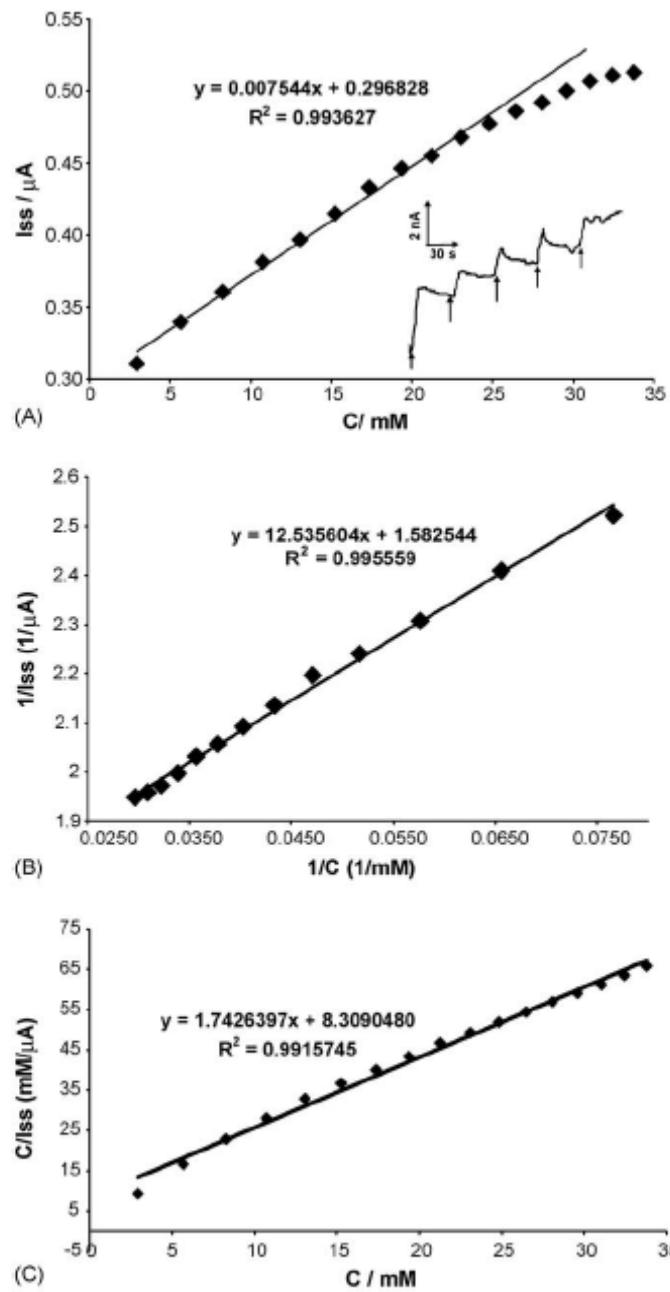 0.55
0.50
0.45
0.40
0.35
0.30
Iss / μA
y = 0.007544x + 0.296828
R² = 0.993627
2 nA
30 s
0 5 10 15 20 25 30 35
C/ mM
(A)
2.6
2.5
2.4
2.3
2.2
2.1
2
1.9
1/Iss (1/μA)
y = 12.535604x + 1.582544
R² = 0.995559
0.0250 0.0350 0.0450 0.0550 0.0650 0.0750
1/C (1/mM)
(B)
75
65
55
45
35
25
15
5
-5
C/Iss (mM/μA)
y = 1.7426397x + 8.3090480
R² = 0.9915745
0 5 10 15 20 25 30 3
C / mM
(C)